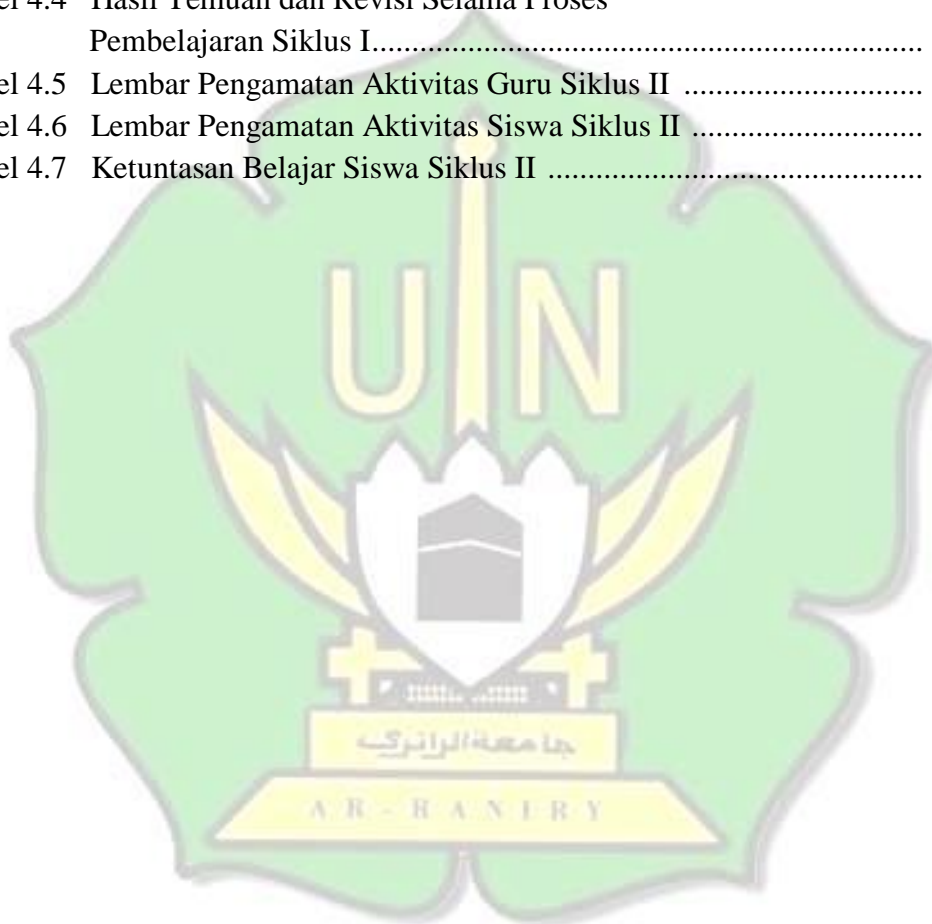 el 4.4 Hasil Temuan dan Revisi Selama Proses
Pembelajaran Siklus I......................................................................
el 4.5 Lembar Pengamatan Aktivitas Guru Siklus II ..............................
el 4.6 Lembar Pengamatan Aktivitas Siswa Siklus II .............................
el 4.7 Ketuntasan Belajar Siswa Siklus II ...............................................
UIN
جامعةالرانري
AR-RANIRY